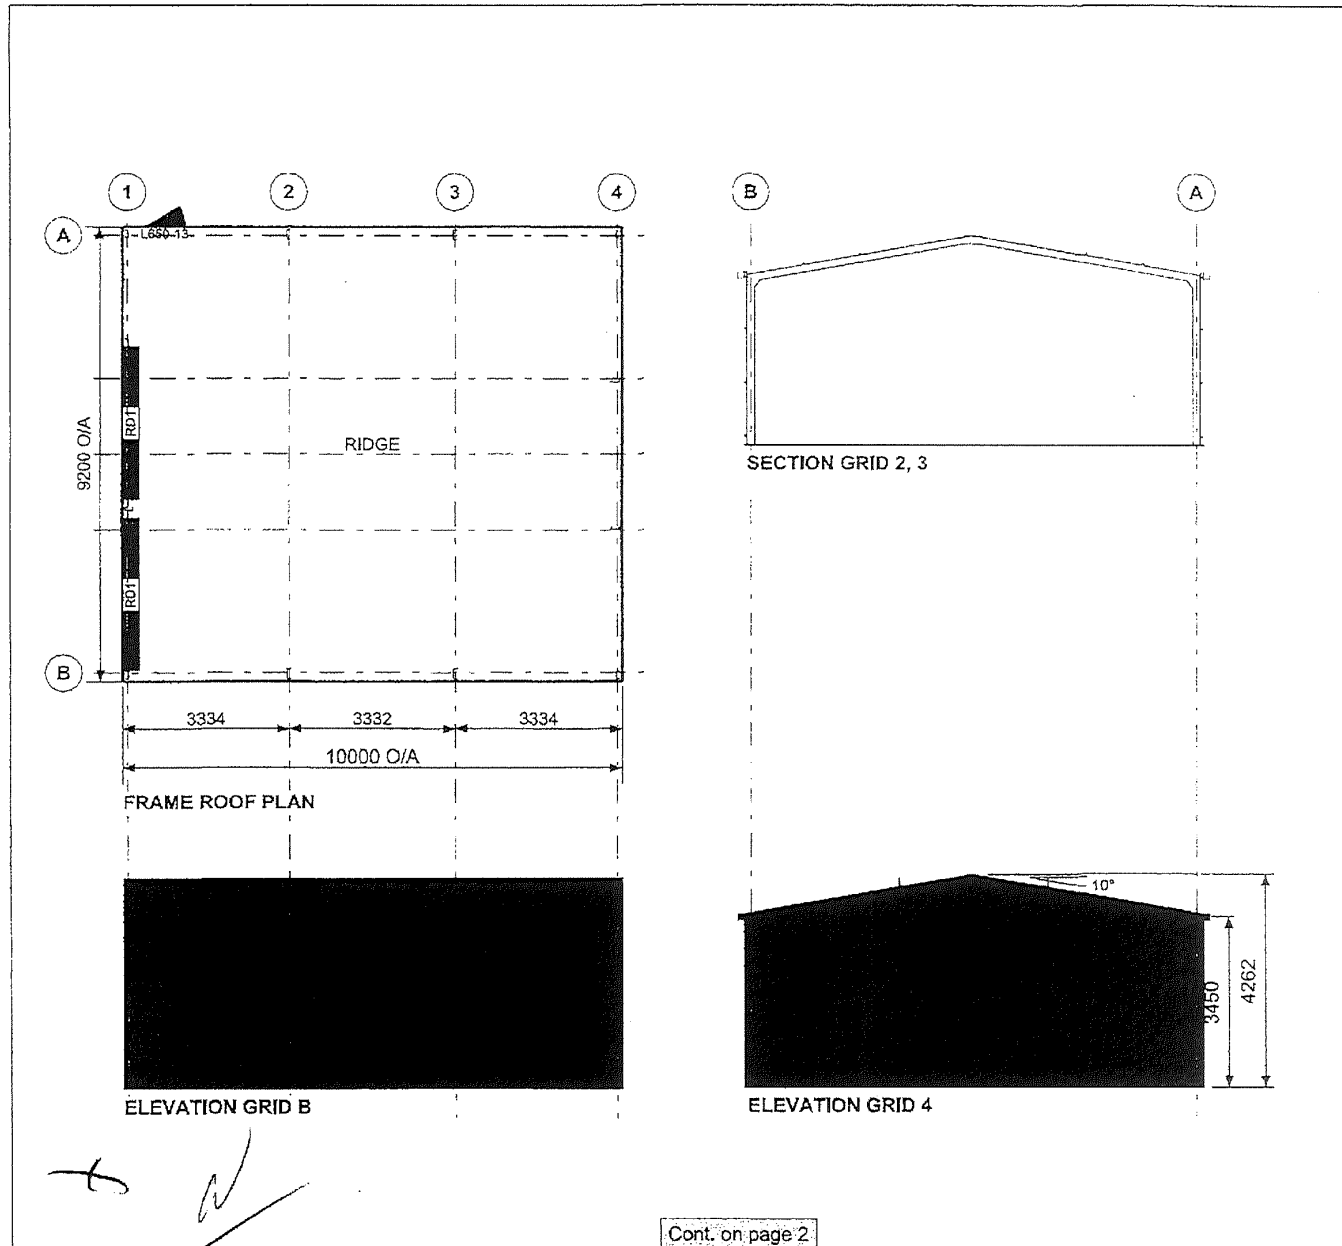 1 2 3 4
A
L650-13
RD1
9200 O/A
RIDGE
FL
RD1
B
3334 3332 3334
10000 O/A
FRAME ROOF PLAN
B A
SECTION GRID 2, 3
ELEVATION GRID B
10°
3450
4262
ELEVATION GRID 4
Cont. on page 2